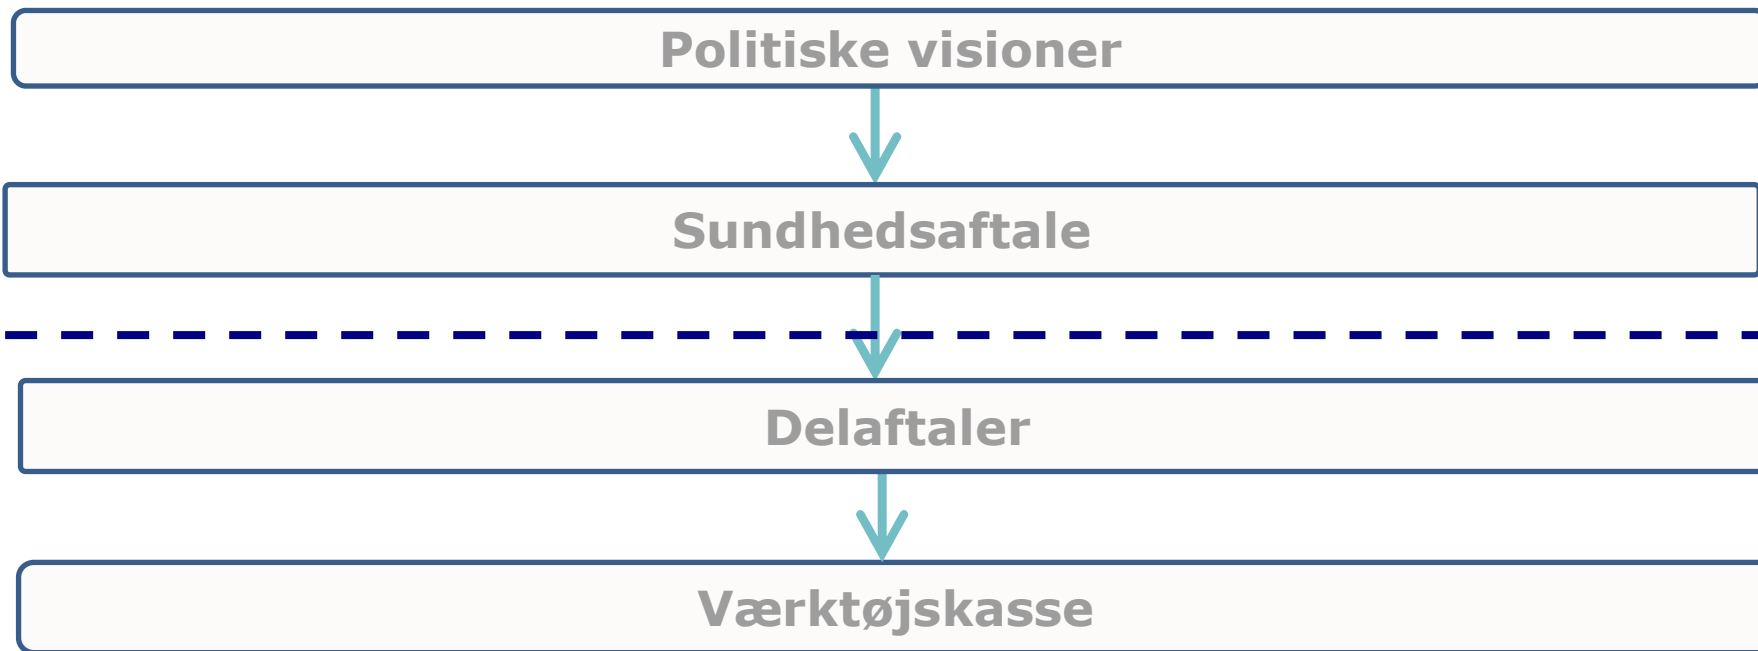 Politiske visioner
Sundhedsaftale
Delaftaler
Værktøjskasse